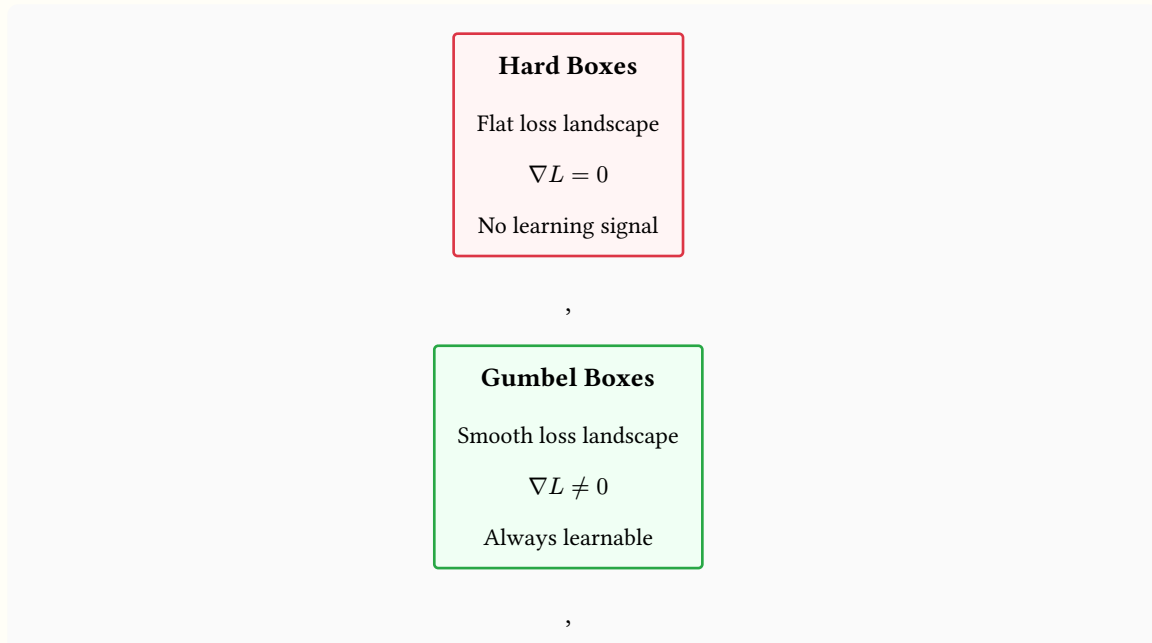 Hard Boxes
Flat loss landscape
∇L = 0
No learning signal
,
Gumbel Boxes
Smooth loss landscape
∇L ≠ 0
Always learnable
,